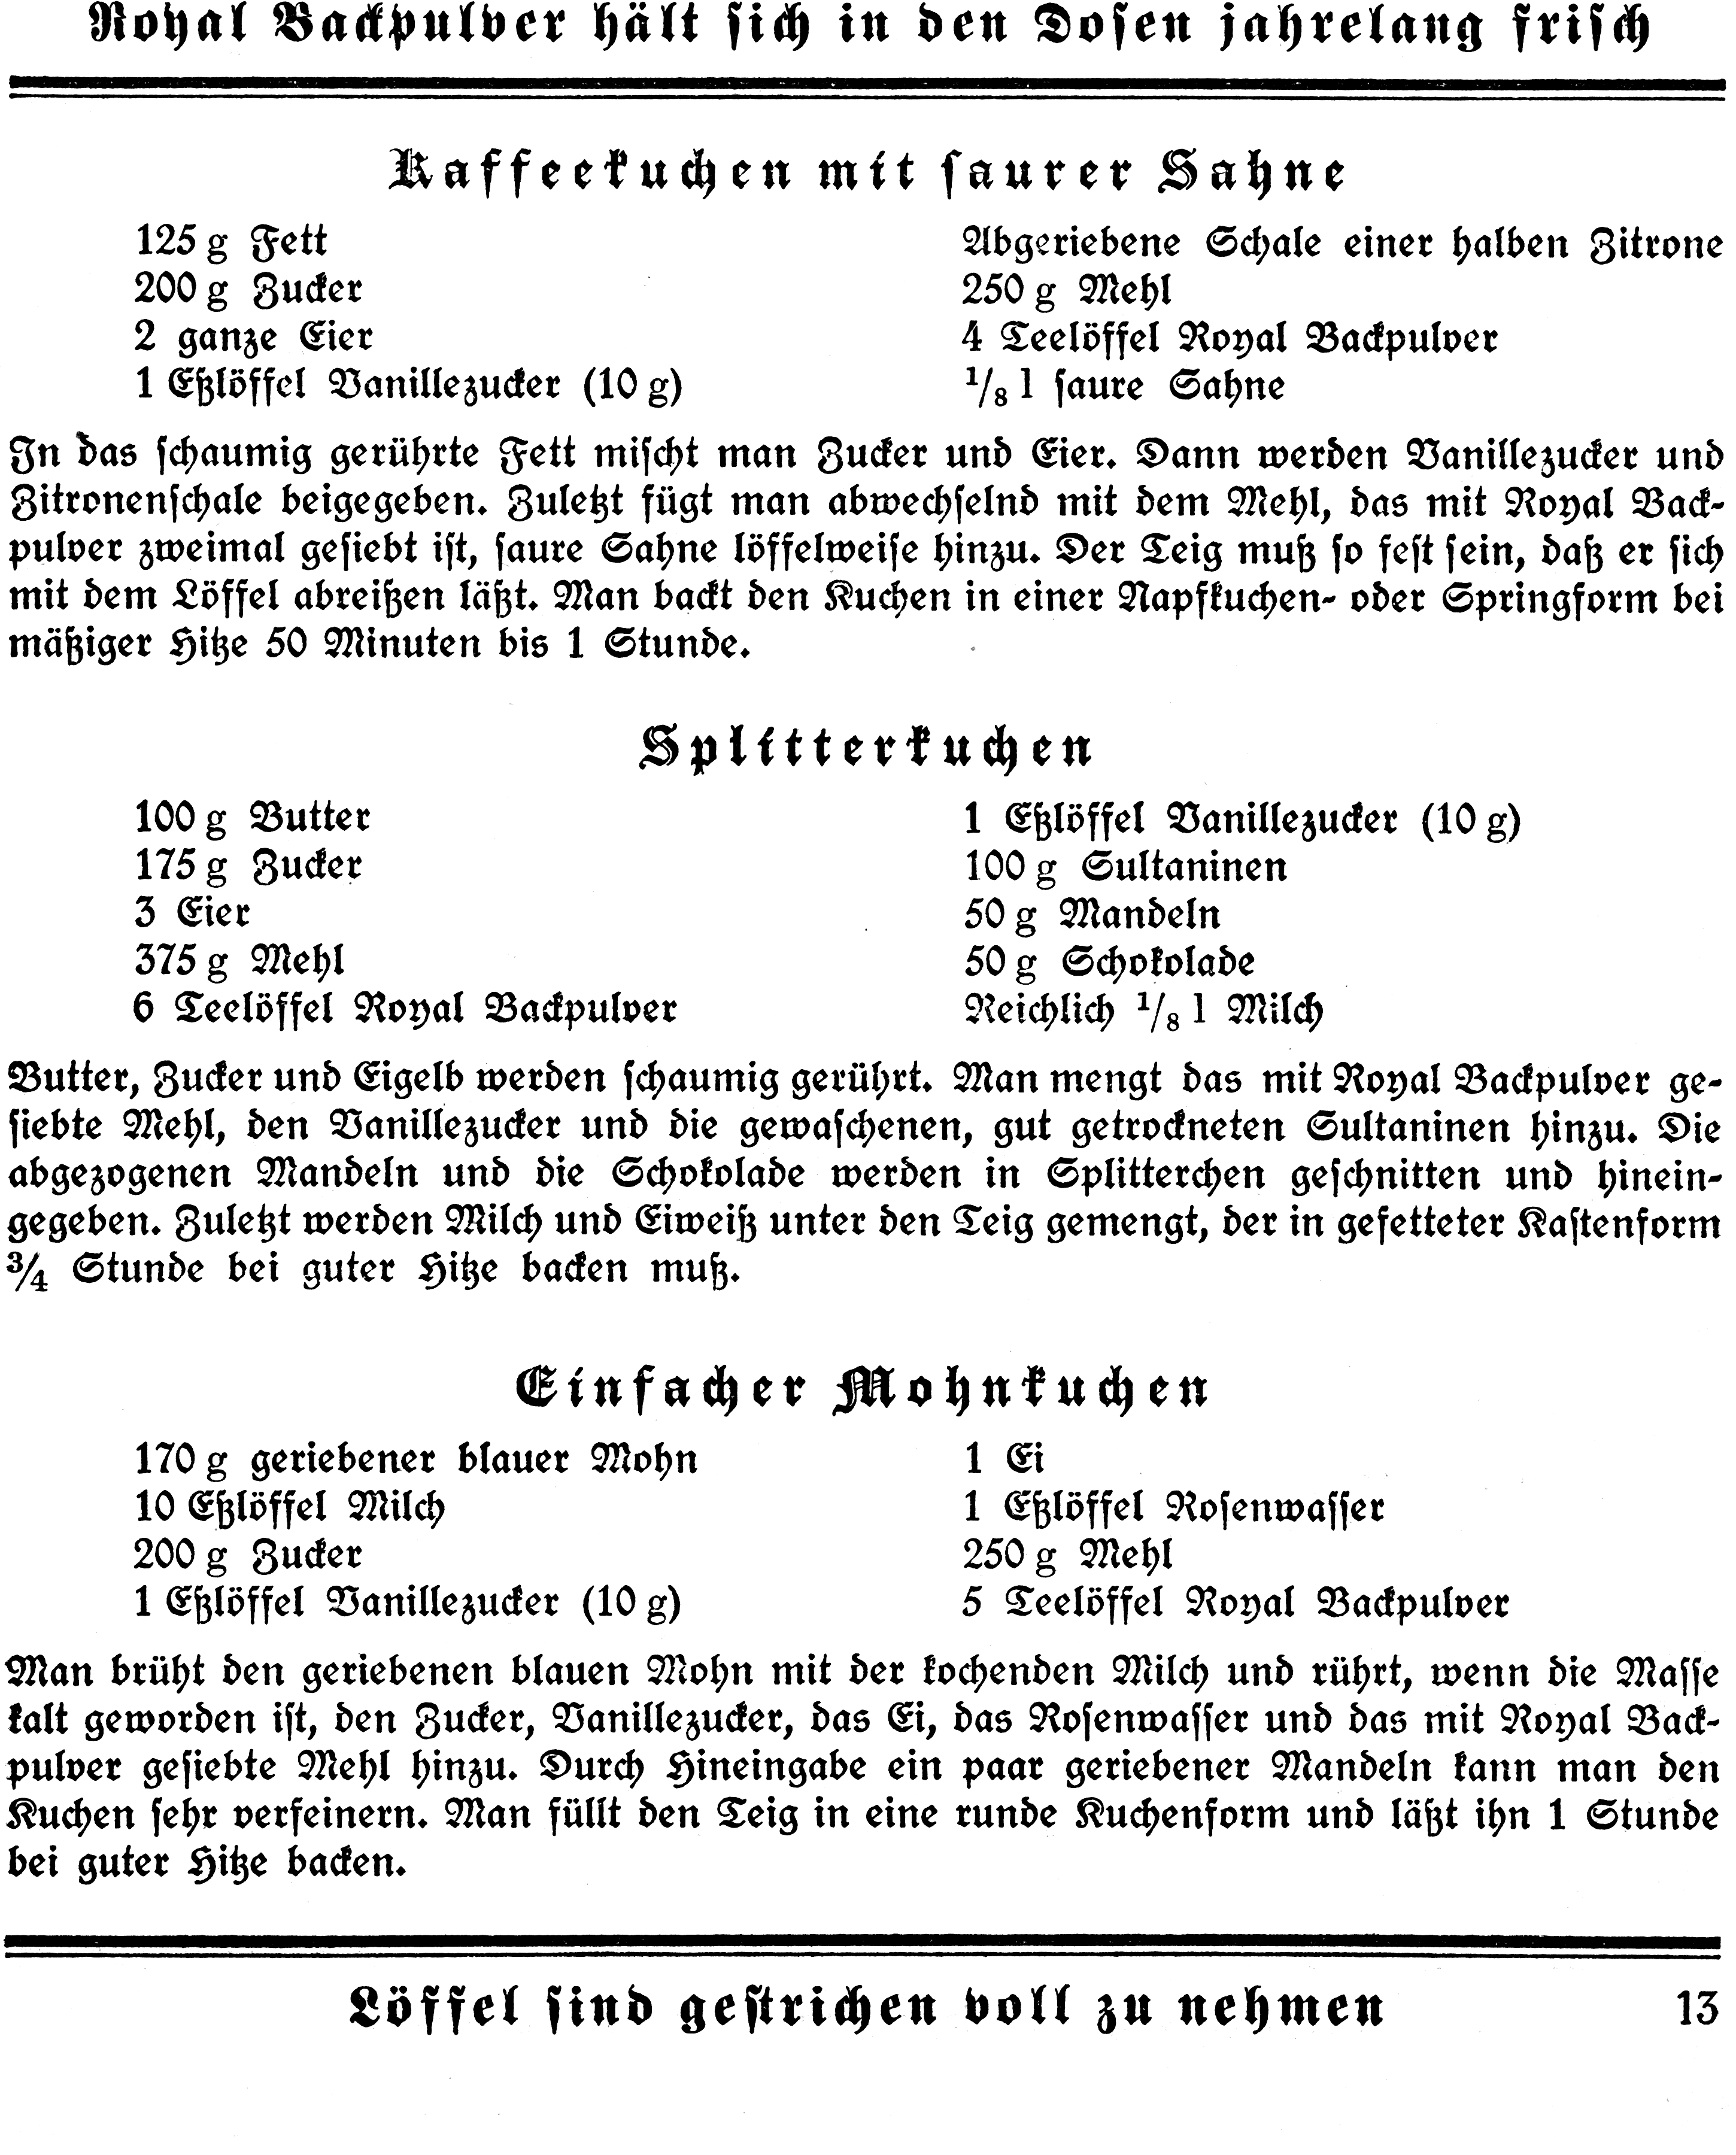 Royal Backpulver hält sich in den Dosen jahrelang frisch
Kaffeekuchen mit saurer Sahne
125 g Fett
200 g Zucker
2 ganze Eier
1 Eßlöffel Vanillezucker (10 g)
Abgeriebene Schale einer halben Zitrone
250 g Mehl
4 Teelöffel Royal Backpulver
1/8 l saure Sahne
In das schaumig gerührte Fett mischt man Zucker und Eier. Dann werden Vanillezucker und
Zitronenschale beigegeben. Zuletzt fügt man abwechselnd mit dem Mehl, das mit Royal Back-
pulver zweimal gesiebt ist, saure Sahne löffelweise hinzu. Der Teig muß so fest sein, daß er sich
mit dem Löffel abreißen läßt. Man backt den Kuchen in einer Napfkuchen- oder Springform bei
mäßiger Hitze 50 Minuten bis 1 Stunde.
Splitterkuchen
100 g Butter
175 g Zucker
3 Eier
375 g Mehl
6 Teelöffel Royal Backpulver
1 Eßlöffel Vanillezucker (10 g)
100 g Sultaninen
50 g Mandeln
50 g Schokolade
Reichlich 1/8 l Milch
Butter, Zucker und Eigelb werden schaumig gerührt. Man mengt das mit Royal Backpulver ge-
siebte Mehl, den Vanillezucker und die gewaschenen, gut getrockneten Sultaninen hinzu. Die
abgezogenen Mandeln und die Schokolade werden in Splitterchen geschnitten und hinein-
gegeben. Zuletzt werden Milch und Eiweiß unter den Teig gemengt, der in gefetteter Kastenform
3/4 Stunde bei guter Hitze backen muß.
Einfacher Mohnkuchen
170 g geriebener blauer Mohn
10 Eßlöffel Milch
200 g Zucker
1 Eßlöffel Vanillezucker (10 g)
1 Ei
1 Eßlöffel Rosenwasser
250 g Mehl
5 Teelöffel Royal Backpulver
Man brüht den geriebenen blauen Mohn mit der kochenden Milch und rührt, wenn die Masse
kalt geworden ist, den Zucker, Vanillezucker, das Ei, das Rosenwasser und das mit Royal Back-
pulver gesiebte Mehl hinzu. Durch Hineingabe ein paar geriebener Mandeln kann man den
Kuchen sehr verfeinern. Man füllt den Teig in eine runde Kuchenform und läßt ihn 1 Stunde
bei guter Hitze backen.
Löffel sind gestrichen voll zu nehmen
13